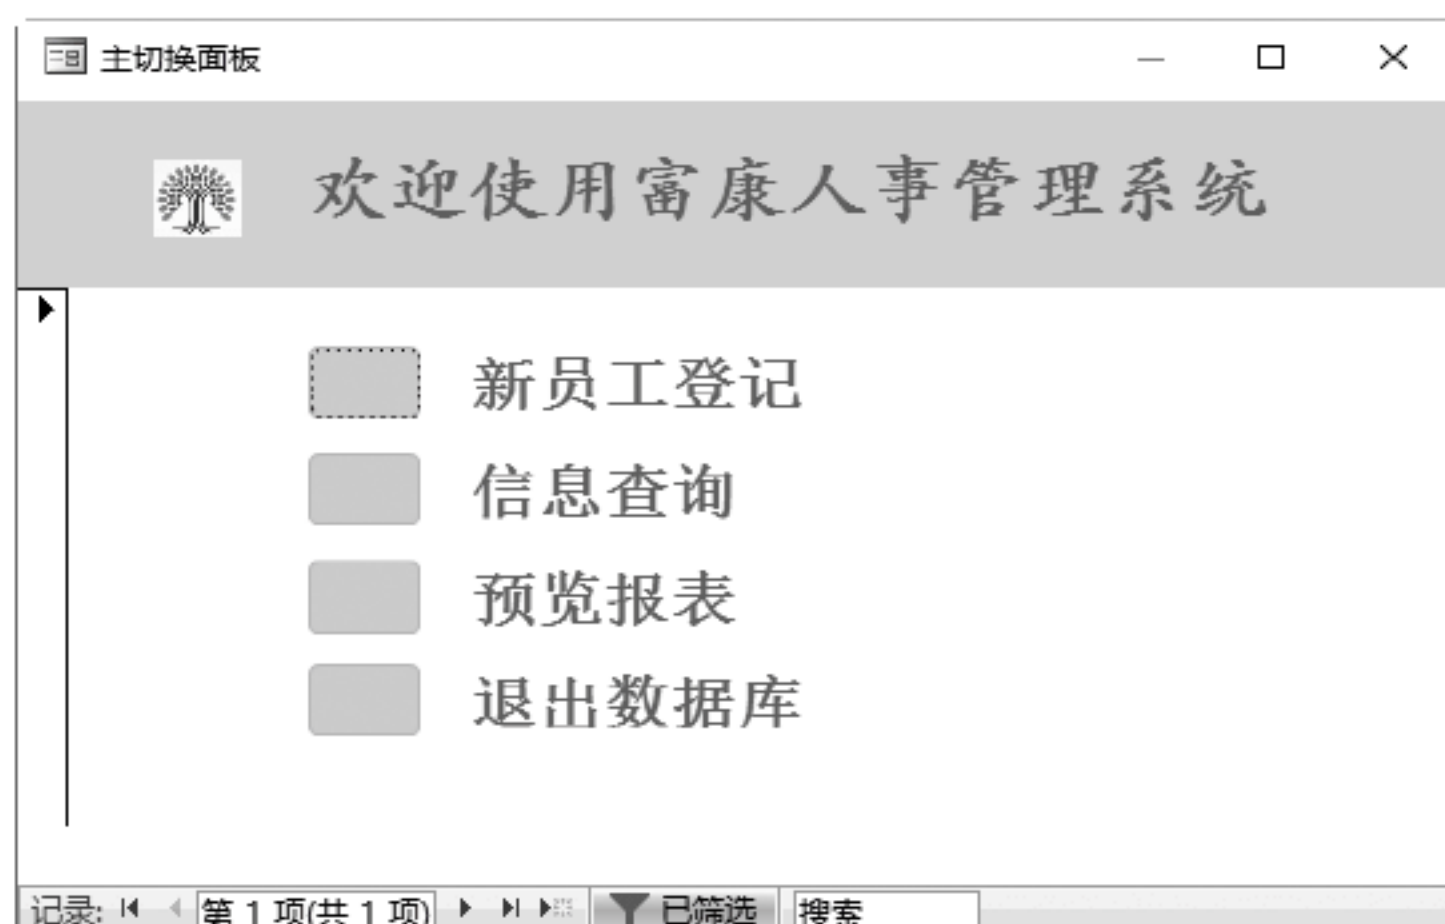 主切换面板
欢迎使用富康人事管理系统
新员工登记
信息查询
预览报表
退出数据库
记录: 第 1 项(共 1 项) 已筛选 搜索